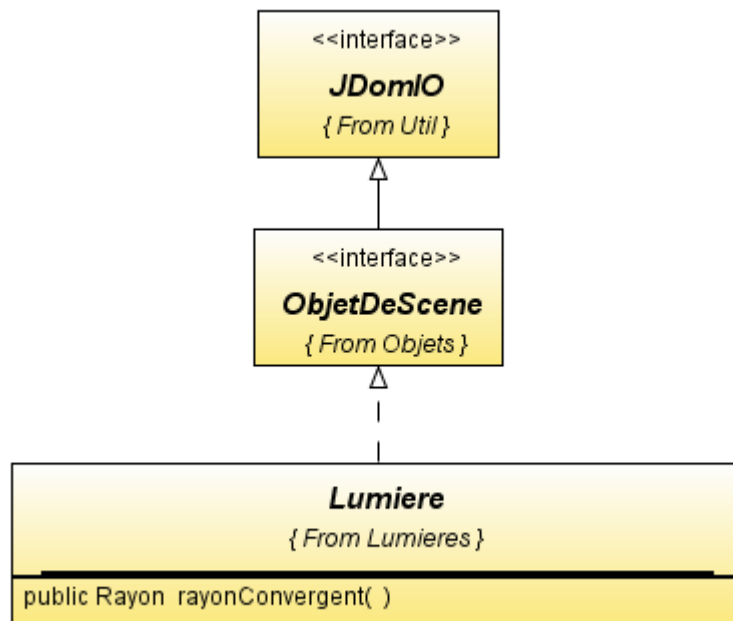 <<interface>>
JDomIO
{ From Util }
<<interface>>
ObjetDeScene
{ From Objets }
Lumiere
{ From Lumieres }
public Rayon rayonConvergent( )